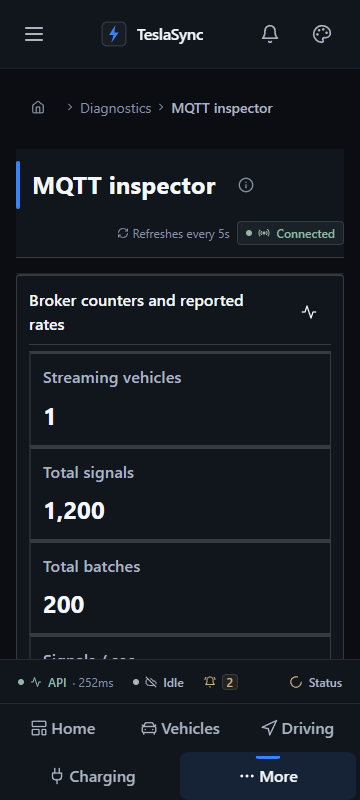 TeslaSync
Diagnostics
MQTT inspector
MQTT inspector
Refreshes every 5s
Connected
Broker counters and reported
rates
Streaming vehicles
1
Total signals
1,200
Total batches
200
API · 252ms
Idle
2
Status
Home
Vehicles
Driving
Charging
More